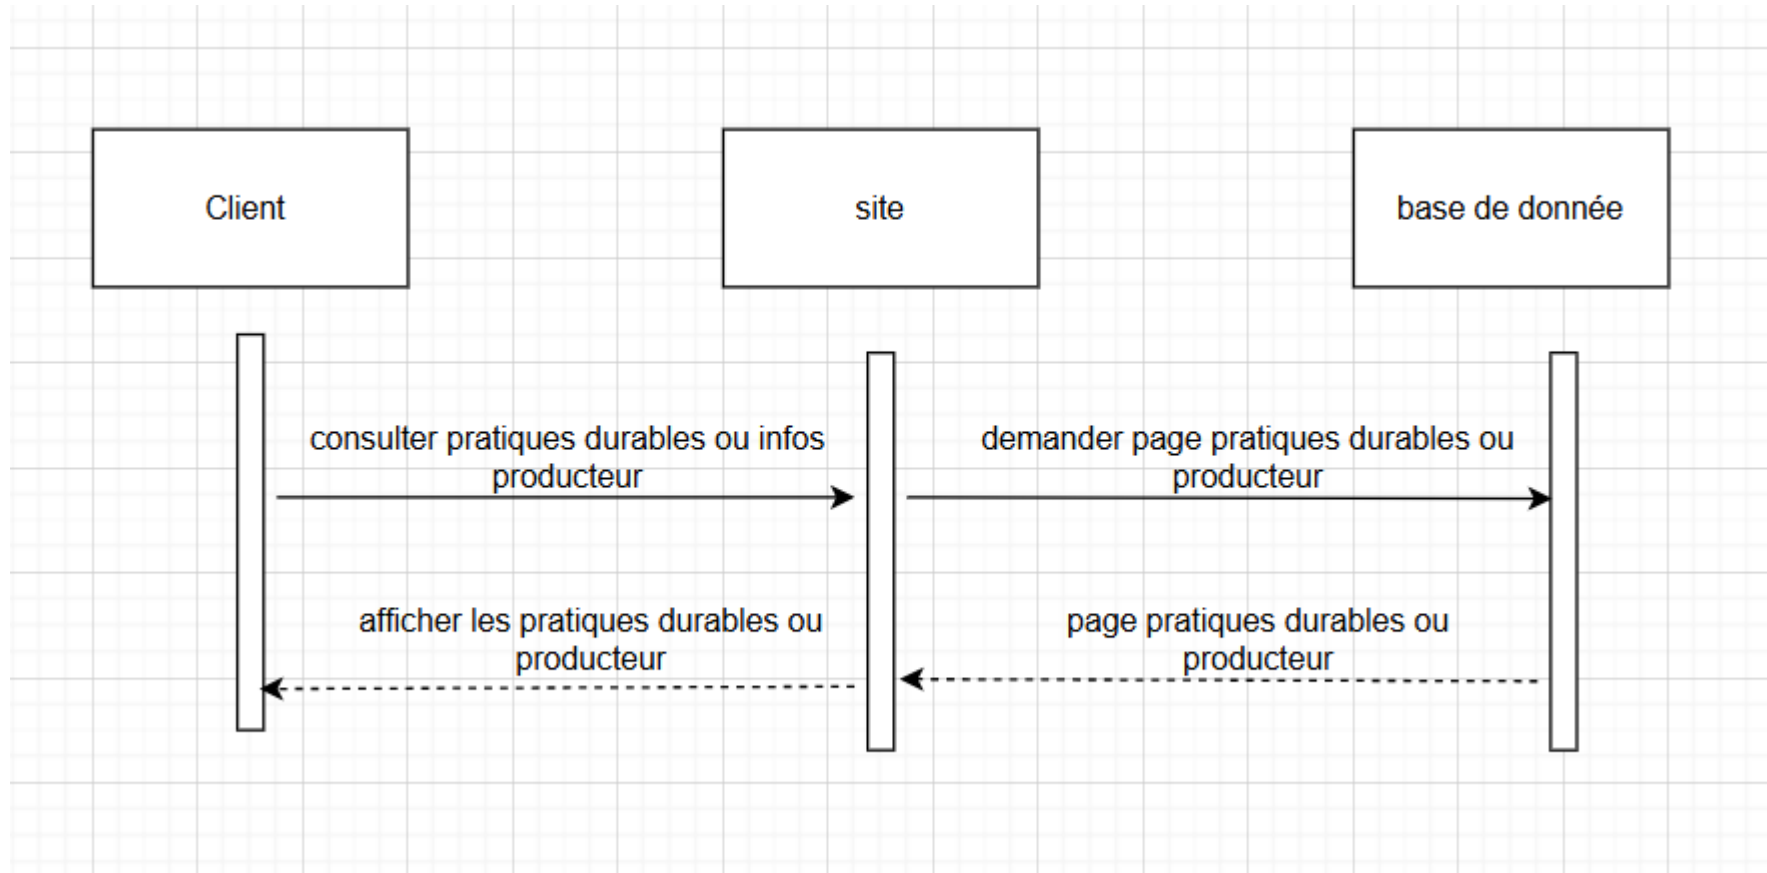 Client
site
base de donnée
consulter pratiques durables ou infos
producteur
demander page pratiques durables ou
producteur
afficher les pratiques durables ou
producteur
page pratiques durables ou
producteur